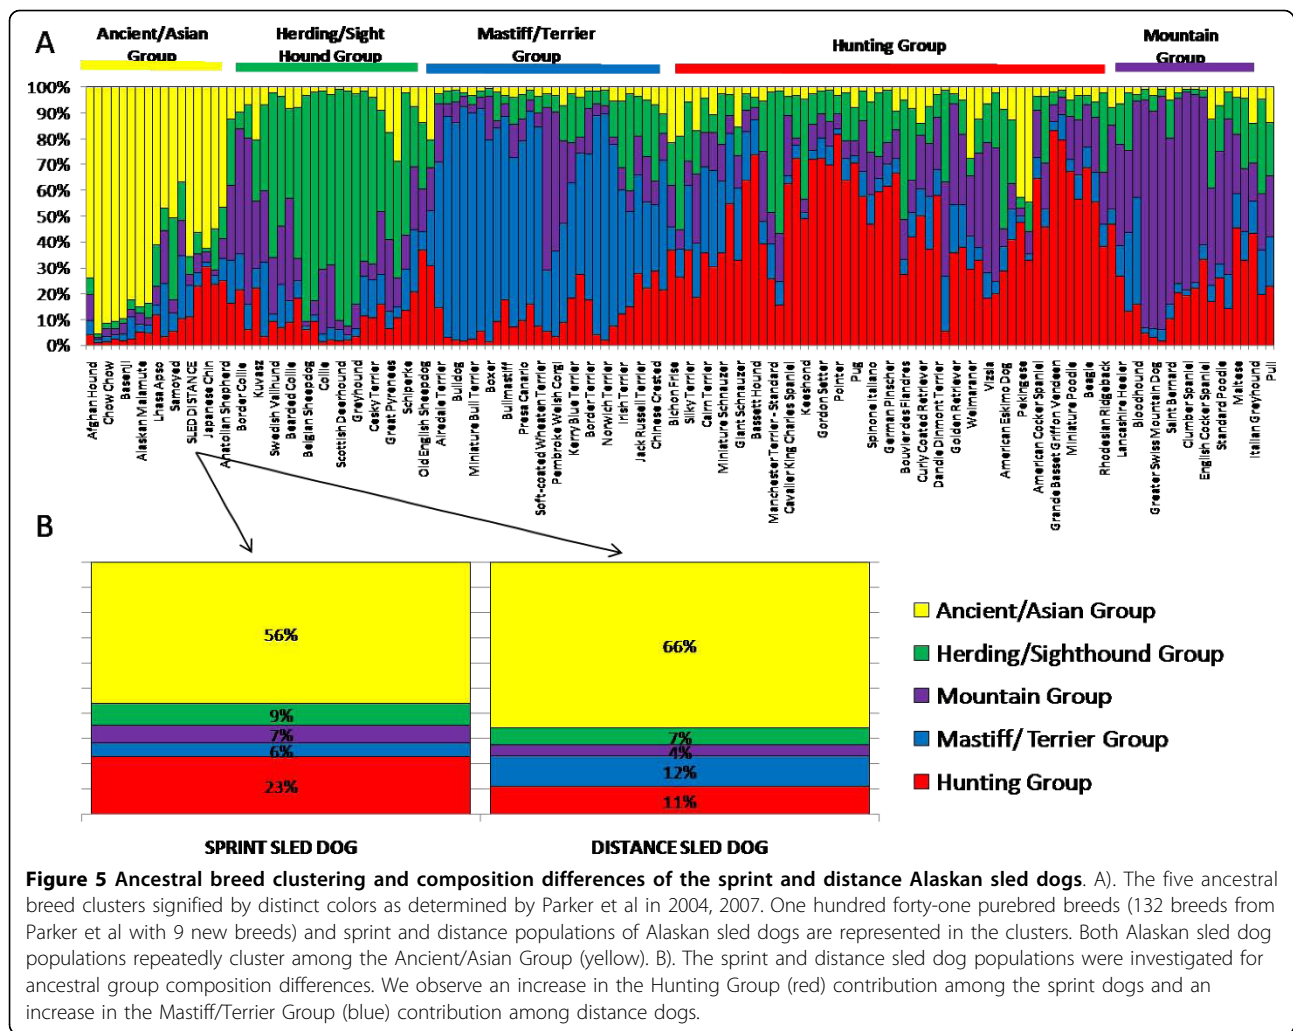 A
Ancient/Asian
Group
Herding/Sight
Hound Group
Mastiff/Terrier
Group
Hunting Group
Mountain
Group
100%
90%
80%
70%
60%
50%
40%
30%
20%
10%
0%
Afghan Hound
Chow Chow
Basenji
Alaskan Malamute
Lhasa Apso
Samoyed
SLED DISTANCE
Japanese Chin
Anatolian Shepherd
Border Collie
Kuvasz
Swedish Valhund
Bearded Collie
Belgian Sheepdog
Collie
Scottish Deerhound
Greyhound
Cesky Terrier
Great Pyrenees
Schiperke
Old English Sheepdog
Airedale Terrier
Bulldog
Miniature Bull Terrier
Boxer
Bullmastiff
Presa Canario
Soft-coated Wheaten Terrier
Pembroke Welsh Corgi
Kerry Blue Terrier
Border Terrier
Norwich Terrier
Irish Terrier
Jack Russell Terrier
Chinese Crested
Bichon Frise
Silky Terrier
Cairn Terrier
Miniature Schnauzer
Giant Schnauzer
Bassett Hound
Manchester Terrier - Standard
Cavalier King Charles Spaniel
Keeshond
Gordon Setter
Pointer
Pug
Spinone Italiano
German Pinscher
Bouvier des Flandres
Curly Coated Retriever
Dandie Dinmont Terrier
Golden Retriever
Weimaraner
Vizsla
American Eskimo Dog
Pekingese
American Cocker Spaniel
Grande Basset Griffon Vendeen
Miniature Poodle
Beagle
Rhodesian Ridgeback
Lancashire Heeler
Bloodhound
Greater Swiss Mountain Dog
Saint Bernard
Clumber Spaniel
English Cocker Spaniel
Standard Poodle
Maltese
Italian Greyhound
Puli
B
56%
9%
7%
6%
23%
66%
7%
4%
12%
11%
SPRINT SLED DOG
DISTANCE SLED DOG
Ancient/Asian Group
Herding/Sighthound Group
Mountain Group
Mastiff/ Terrier Group
Hunting Group
Figure 5 Ancestral breed clustering and composition differences of the sprint and distance Alaskan sled dogs. A). The five ancestral
breed clusters signified by distinct colors as determined by Parker et al in 2004, 2007. One hundred forty-one purebred breeds (132 breeds from
Parker et al with 9 new breeds) and sprint and distance populations of Alaskan sled dogs are represented in the clusters. Both Alaskan sled dog
populations repeatedly cluster among the Ancient/Asian Group (yellow). B). The sprint and distance sled dog populations were investigated for
ancestral group composition differences. We observe an increase in the Hunting Group (red) contribution among the sprint dogs and an
increase in the Mastiff/Terrier Group (blue) contribution among distance dogs.